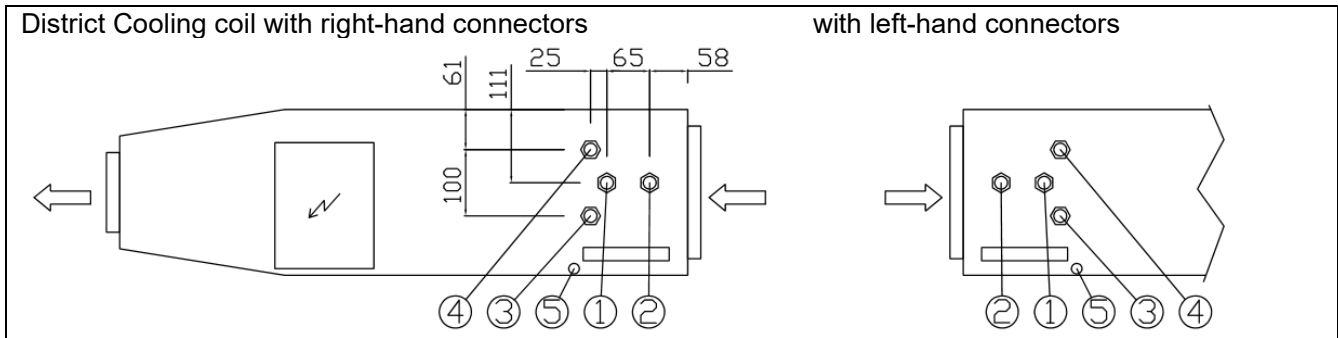 District Cooling coil with right-hand connectors
with left-hand connectors
25 65 58
61
111
100
4 3 5 1 2
2 1 5 3 4